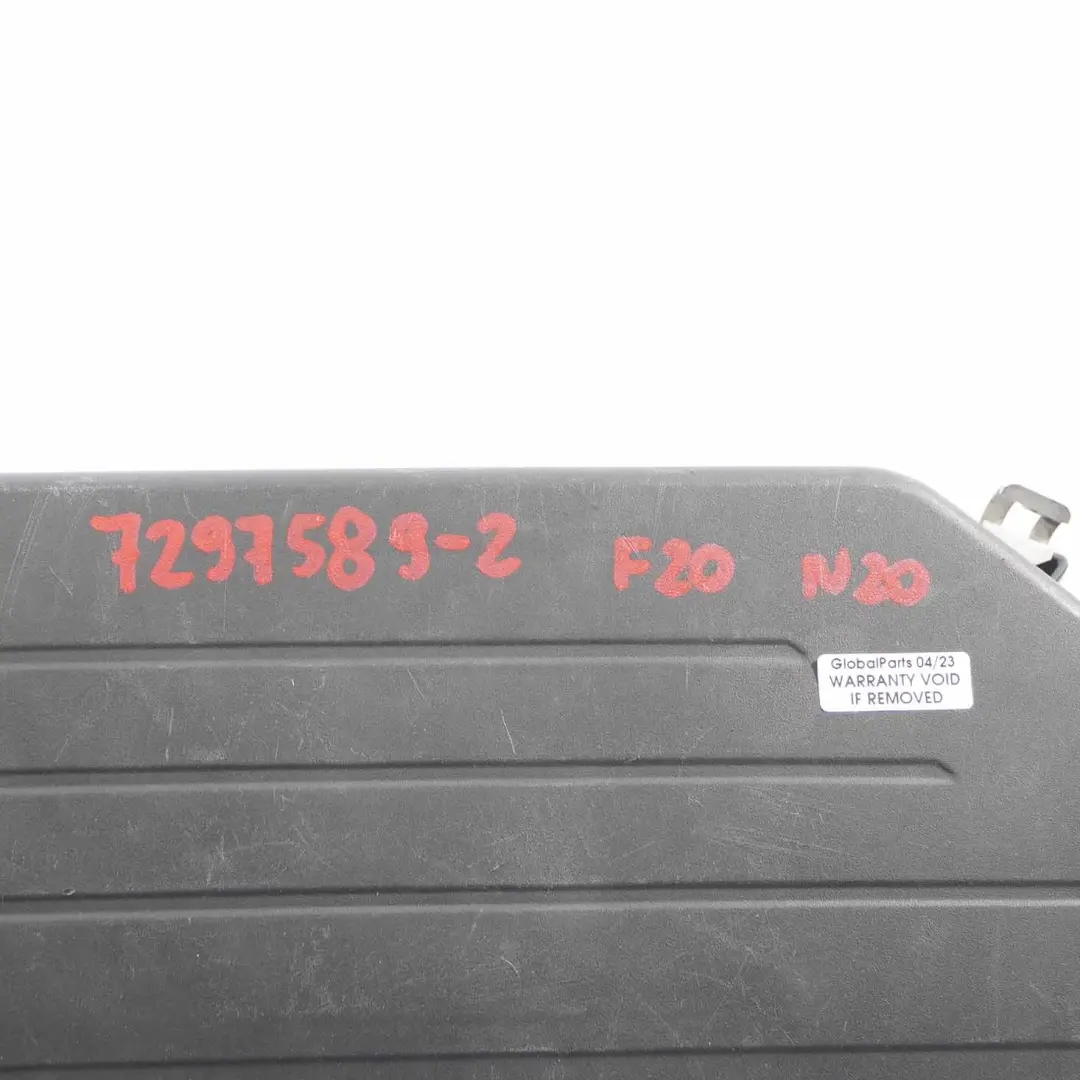 7297589-2 F20 N20
GlobalParts 04/23
WARRANTY VOID
IF REMOVED